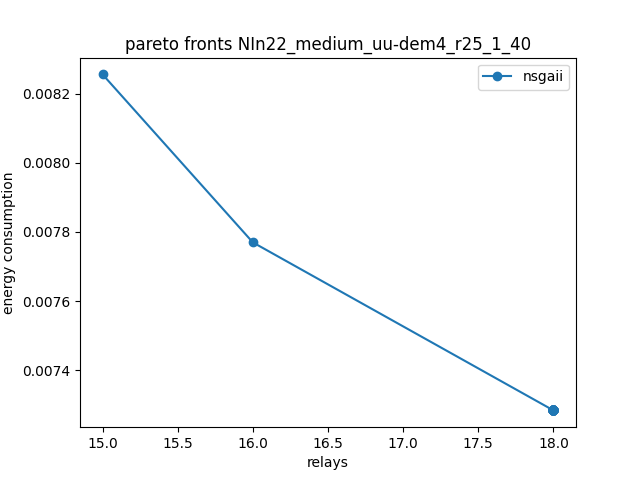 pareto fronts NIn22_medium_uu-dem4_r25_1_40
nsgaii
0.0082
0.0080
0.0078
0.0076
0.0074
energy consumption
15.0 15.5 16.0 16.5 17.0 17.5 18.0
relays